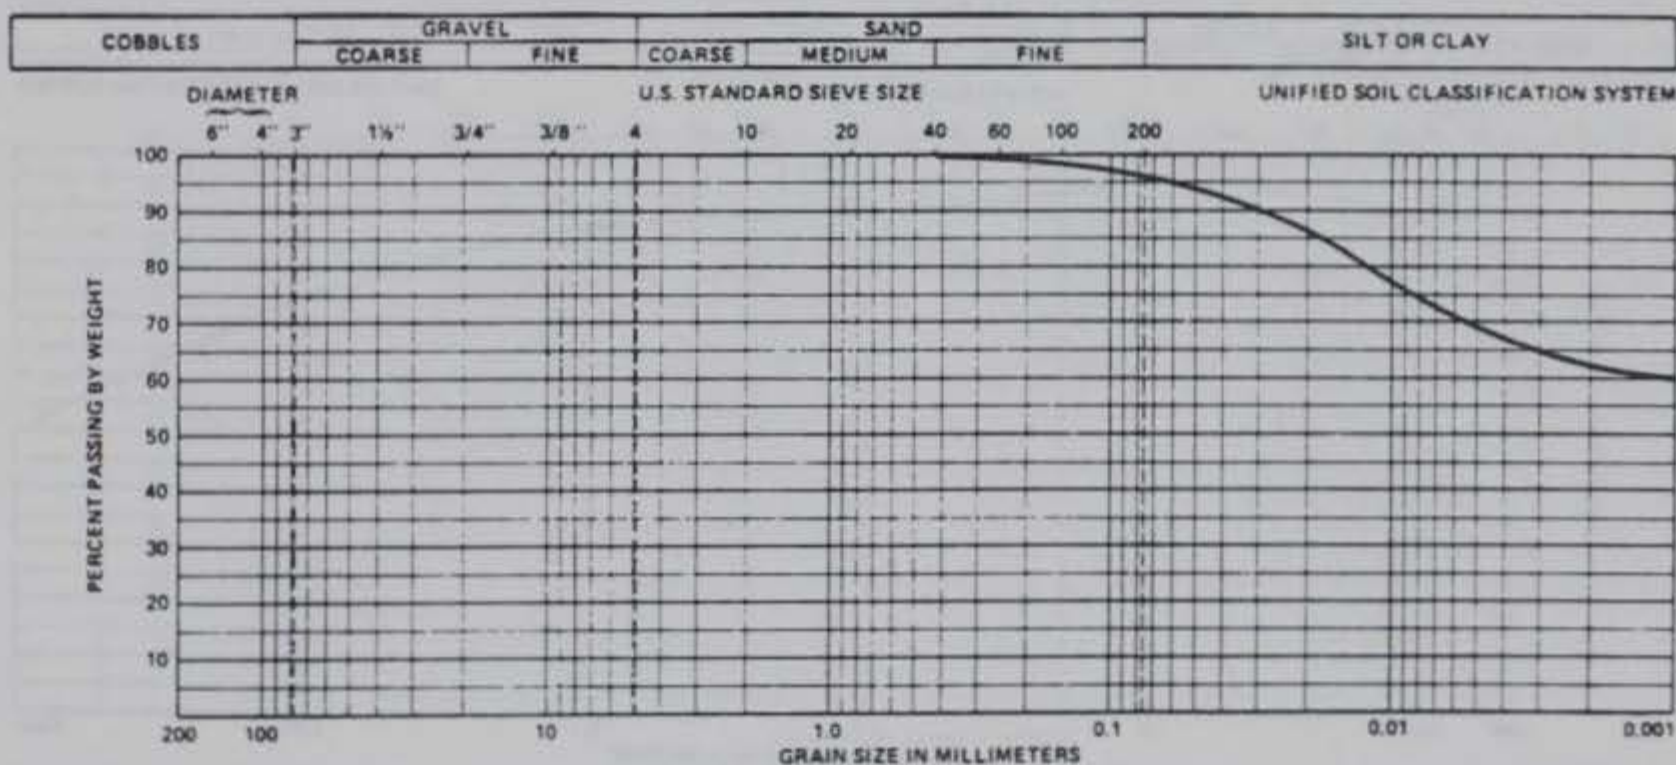 GRAVEL SAND
COBBLES SILT OR CLAY
COARSE FINE COARSE MEDIUM FINE
DIAMETER U.S. STANDARD SIEVE SIZE UNIFIED SOIL CLASSIFICATION SYSTEM
6" 4" 3" 1½" 3/4" 3/8" 4 10 20 40 60 100 200
100
90
80
70
60
50
40
30
20
10
PERCENT PASSING BY WEIGHT
200 100 10 1.0 0.1 0.01 0.001
GRAIN SIZE IN MILLIMETERS